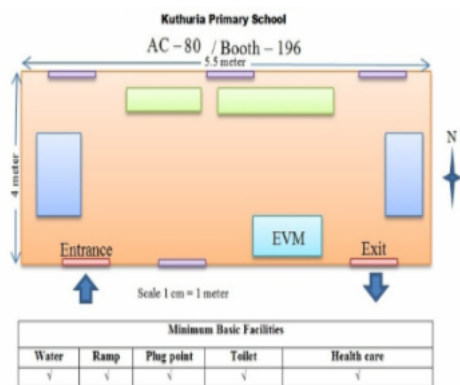 Kuthuria Primary School
AC – 80 / Booth – 196
5.5 meter
4 meter
N
EVM
Entrance
Exit
Scale 1 cm = 1 meter
Minimum Basic Facilities
Water Ramp Plug point Toilet Health care
√ √ √ √ √